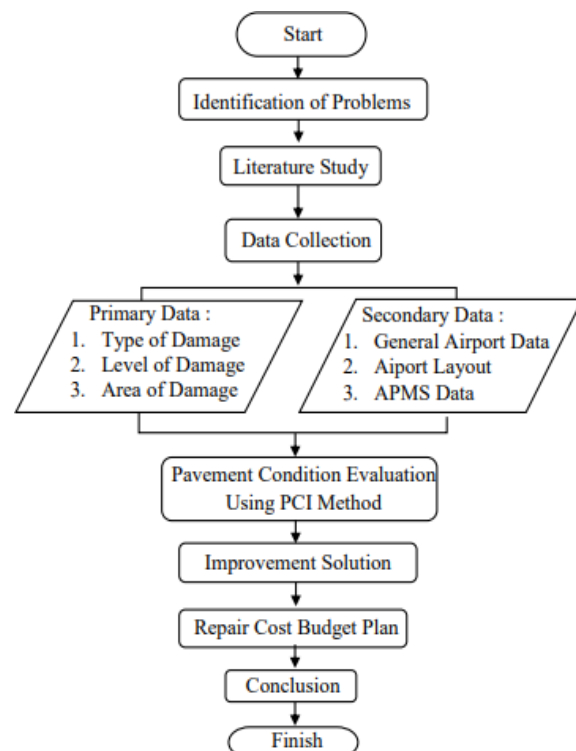 Start
Identification of Problems
Literature Study
Data Collection
Primary Data :
1. Type of Damage
2. Level of Damage
3. Area of Damage
Secondary Data :
1. General Airport Data
2. Aiport Layout
3. APMS Data
Pavement Condition Evaluation
Using PCI Method
Improvement Solution
Repair Cost Budget Plan
Conclusion
Finish